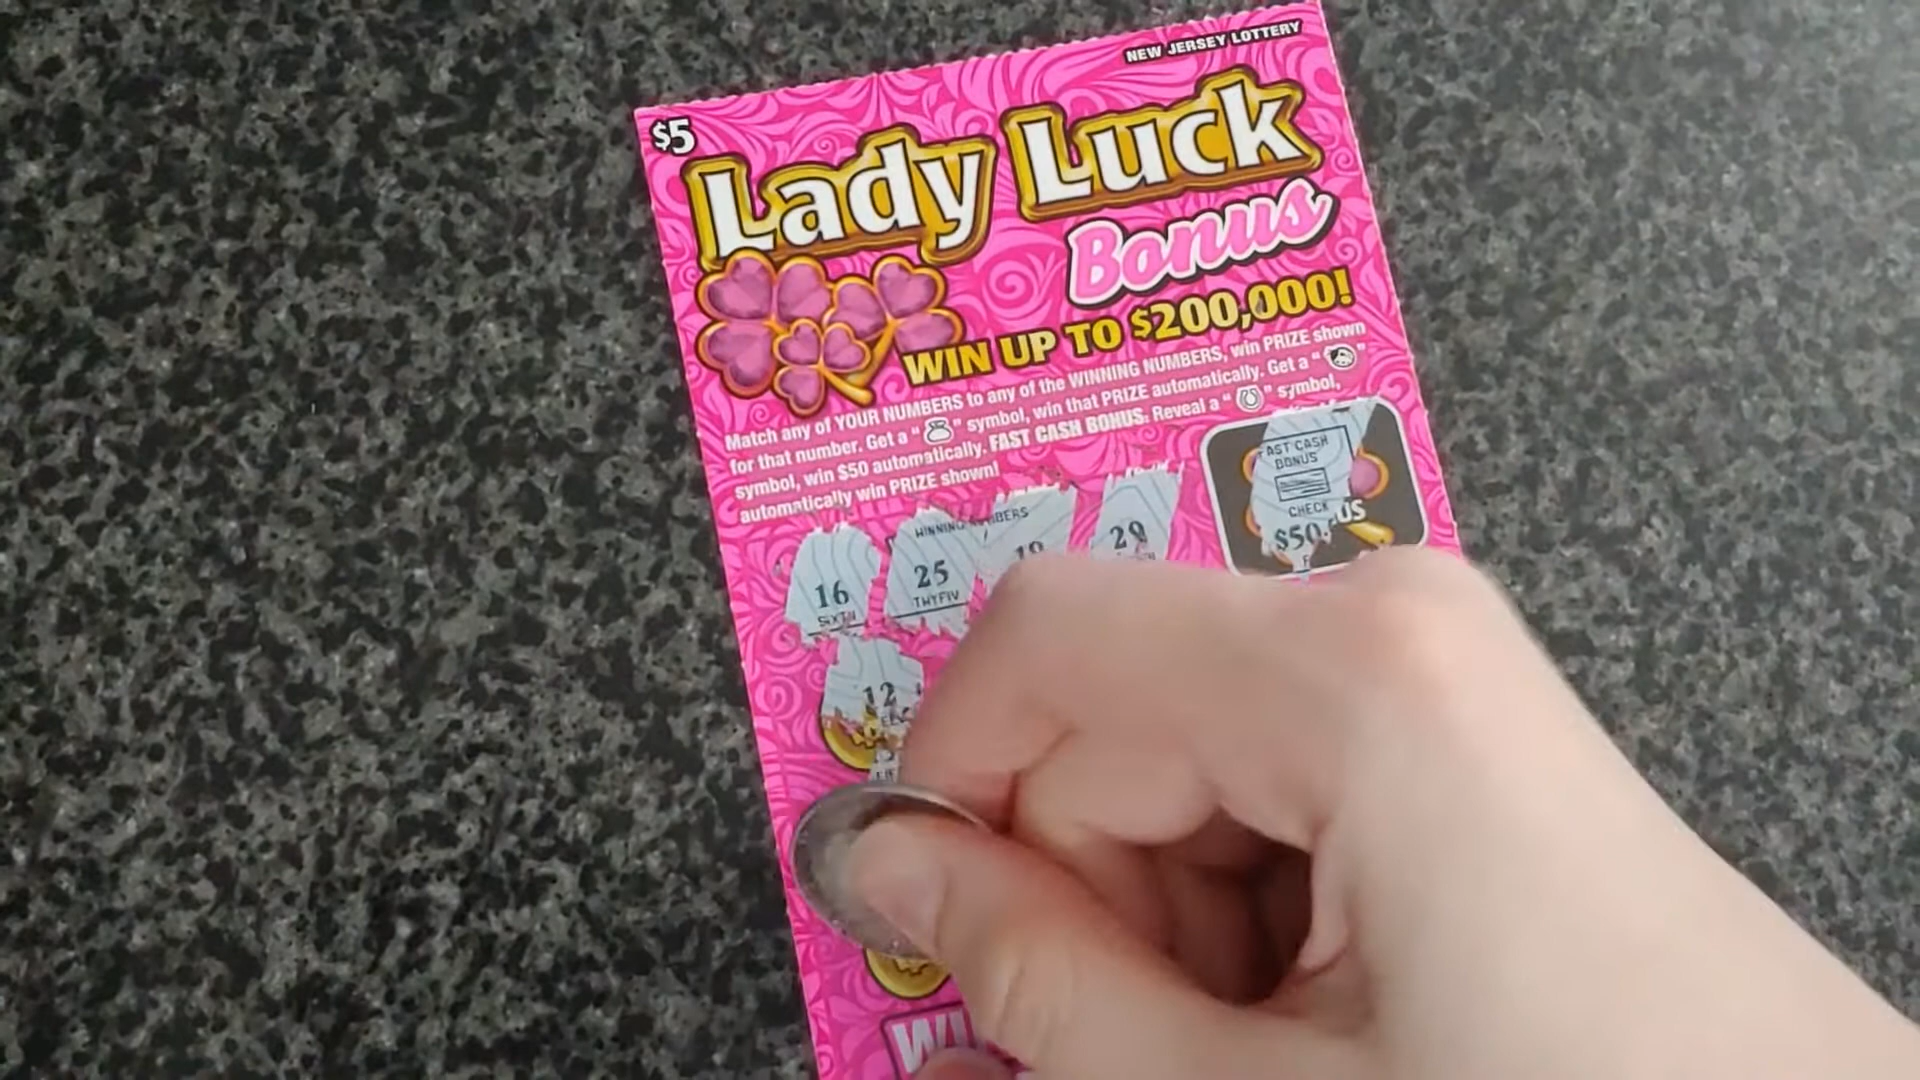 NEW JERSEY LOTTERY
$5
Lady Luck
Bonus
WIN UP TO $200,000!
Match any of YOUR NUMBERS to any of the WINNING NUMBERS, win PRIZE shown
for that number. Get a " " symbol, win that PRIZE automatically. Get a " "
symbol, win $50 automatically. FAST CASH BONUS: Reveal a " " symbol,
automatically win PRIZE shown!
FAST CASH
BONUS
CHECK
$50
WINNING NUMBERS
16
SIXTN
25
TWYFIV
29
12